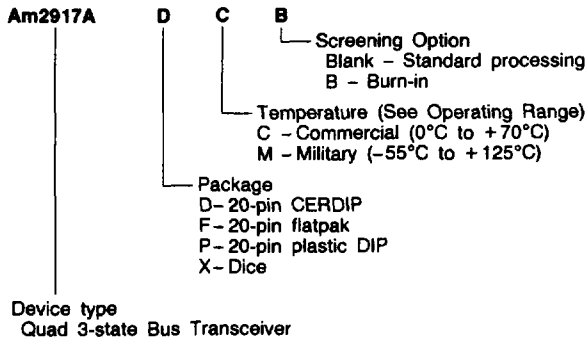 Am2917A D C B
Screening Option
Blank – Standard processing
B – Burn-in
Temperature (See Operating Range)
C – Commercial (0°C to +70°C)
M – Military (–55°C to +125°C)
Package
D– 20-pin CERDIP
F– 20-pin flatpak
P– 20-pin plastic DIP
X– Dice
Device type
Quad 3-state Bus Transceiver